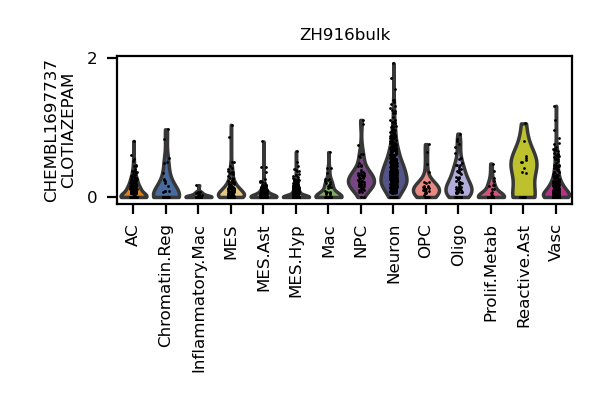 ZH916bulk
CHEMBL1697737
CLOTIAZEPAM
2
0
AC
Chromatin.Reg
Inflammatory.Mac
MES
MES.Ast
MES.Hyp
Mac
NPC
Neuron
OPC
Oligo
Prolif.Metab
Reactive.Ast
Vasc